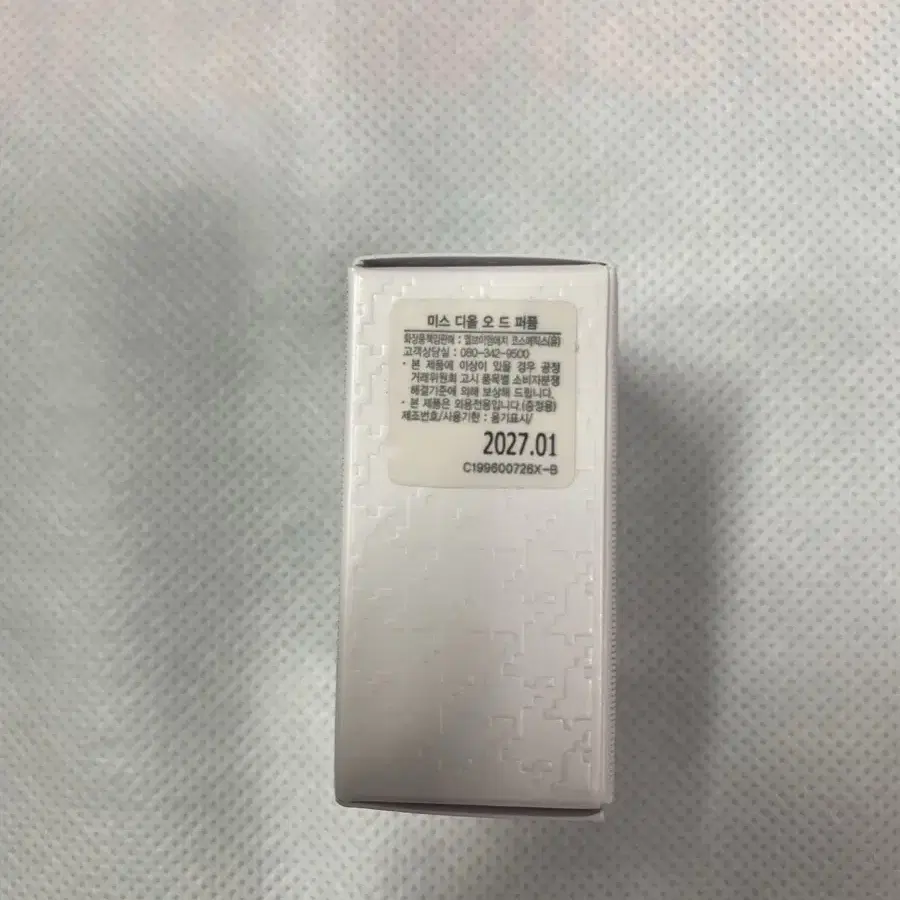 미스 디올 오 드 퍼퓸
화장품책임판매 : 엘브이엠에치 코스메틱스(유)
고객상담실 : 080-342-9500
· 본 제품에 이상이 있을 경우 공정
거래위원회 고시 품목별 소비자분쟁
해결기준에 의해 보상해 드립니다.
· 본 제품은 외용전용입니다.(증정용)
제조번호/사용기한 : 용기표시/
2027.01
C199600726X-B